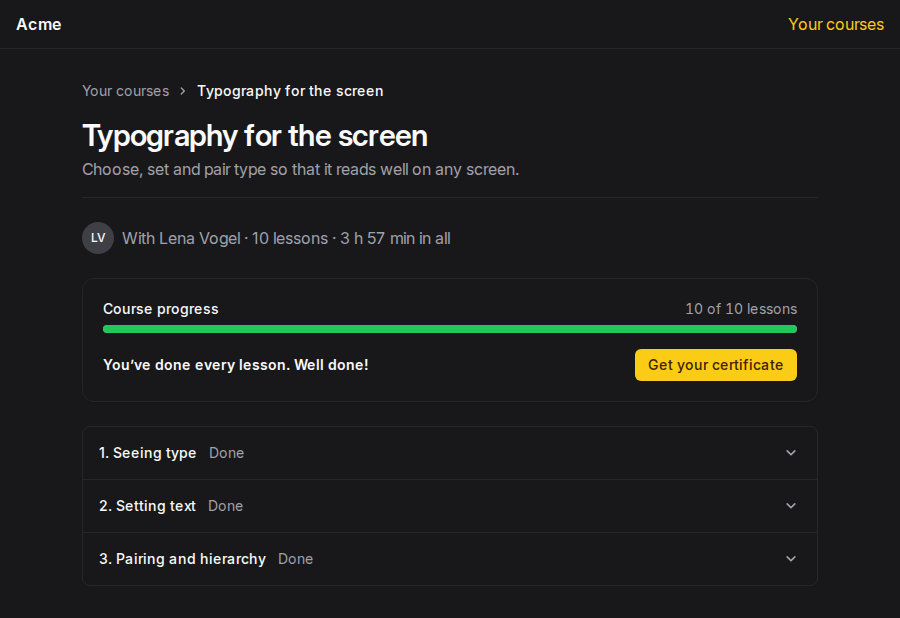 Acme
Your courses
Your courses > Typography for the screen
Typography for the screen
Choose, set and pair type so that it reads well on any screen.
LV With Lena Vogel · 10 lessons · 3 h 57 min in all
Course progress
10 of 10 lessons
You’ve done every lesson. Well done!
Get your certificate
1. Seeing type Done
2. Setting text Done
3. Pairing and hierarchy Done